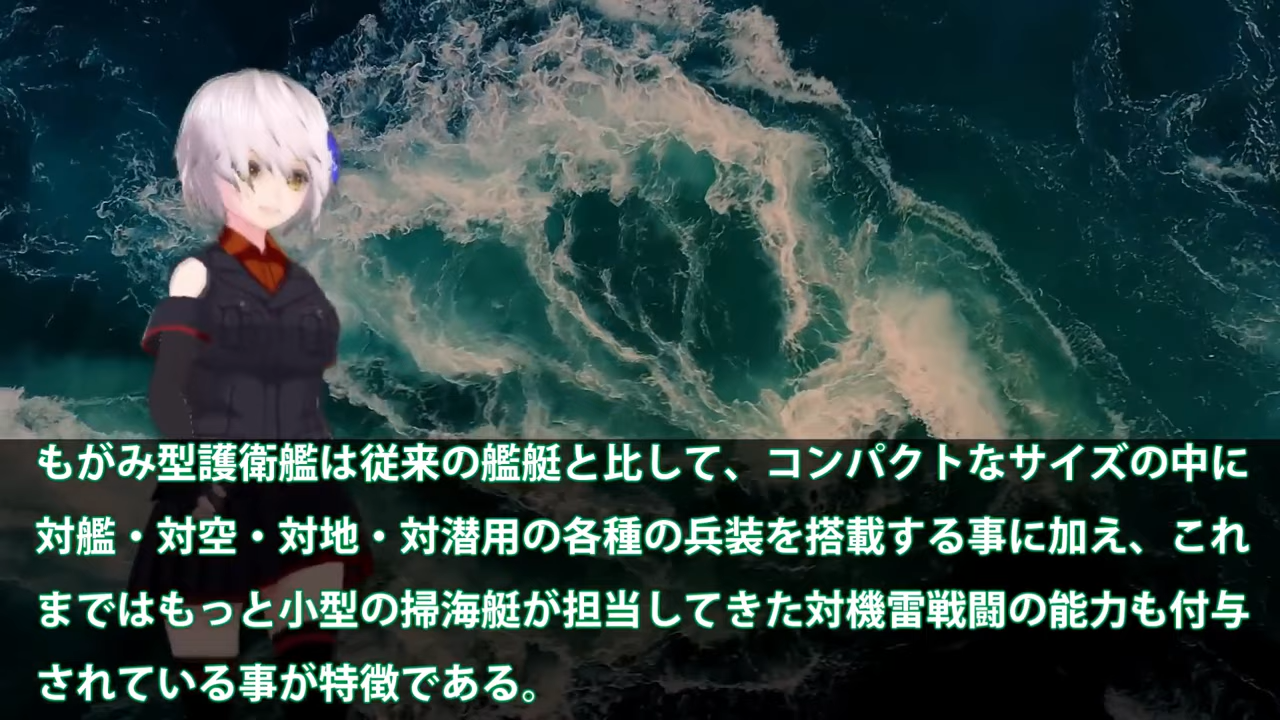 もがみ型護衛艦は従来の艦艇と比して、コンパクトなサイズの中に
対艦・対空・対地・対潜用の各種の兵装を搭載する事に加え、これ
まではもっと小型の掃海艇が担当してきた対機雷戦闘の能力も付与
されている事が特徴である。